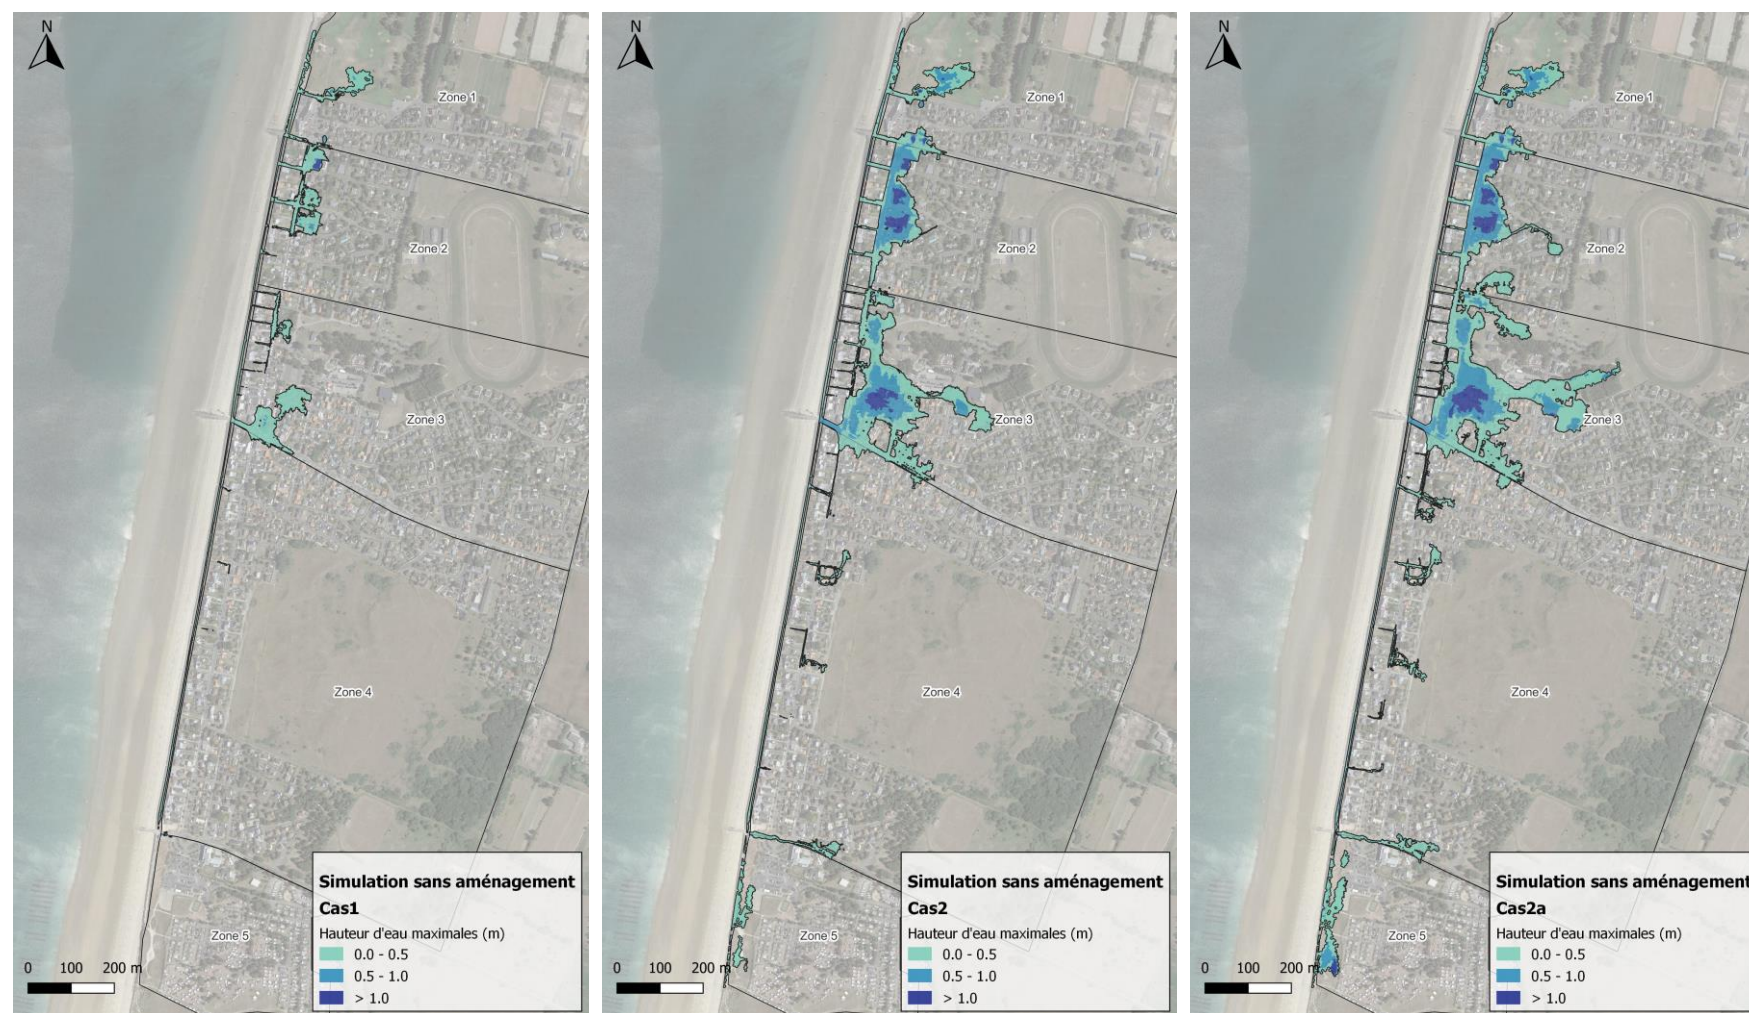 N
Zone 1
Zone 2
Zone 3
Zone 4
Zone 5
Simulation sans aménagement
Cas1
Hauteur d'eau maximales (m)
0.0 - 0.5
0.5 - 1.0
> 1.0
0 100 200 m
N
Zone 1
Zone 2
Zone 3
Zone 4
Zone 5
Simulation sans aménagement
Cas2
Hauteur d'eau maximales (m)
0.0 - 0.5
0.5 - 1.0
> 1.0
0 100 200 m
N
Zone 1
Zone 2
Zone 3
Zone 4
Zone 5
Simulation sans aménagement
Cas2a
Hauteur d'eau maximales (m)
0.0 - 0.5
0.5 - 1.0
> 1.0
0 100 200 m